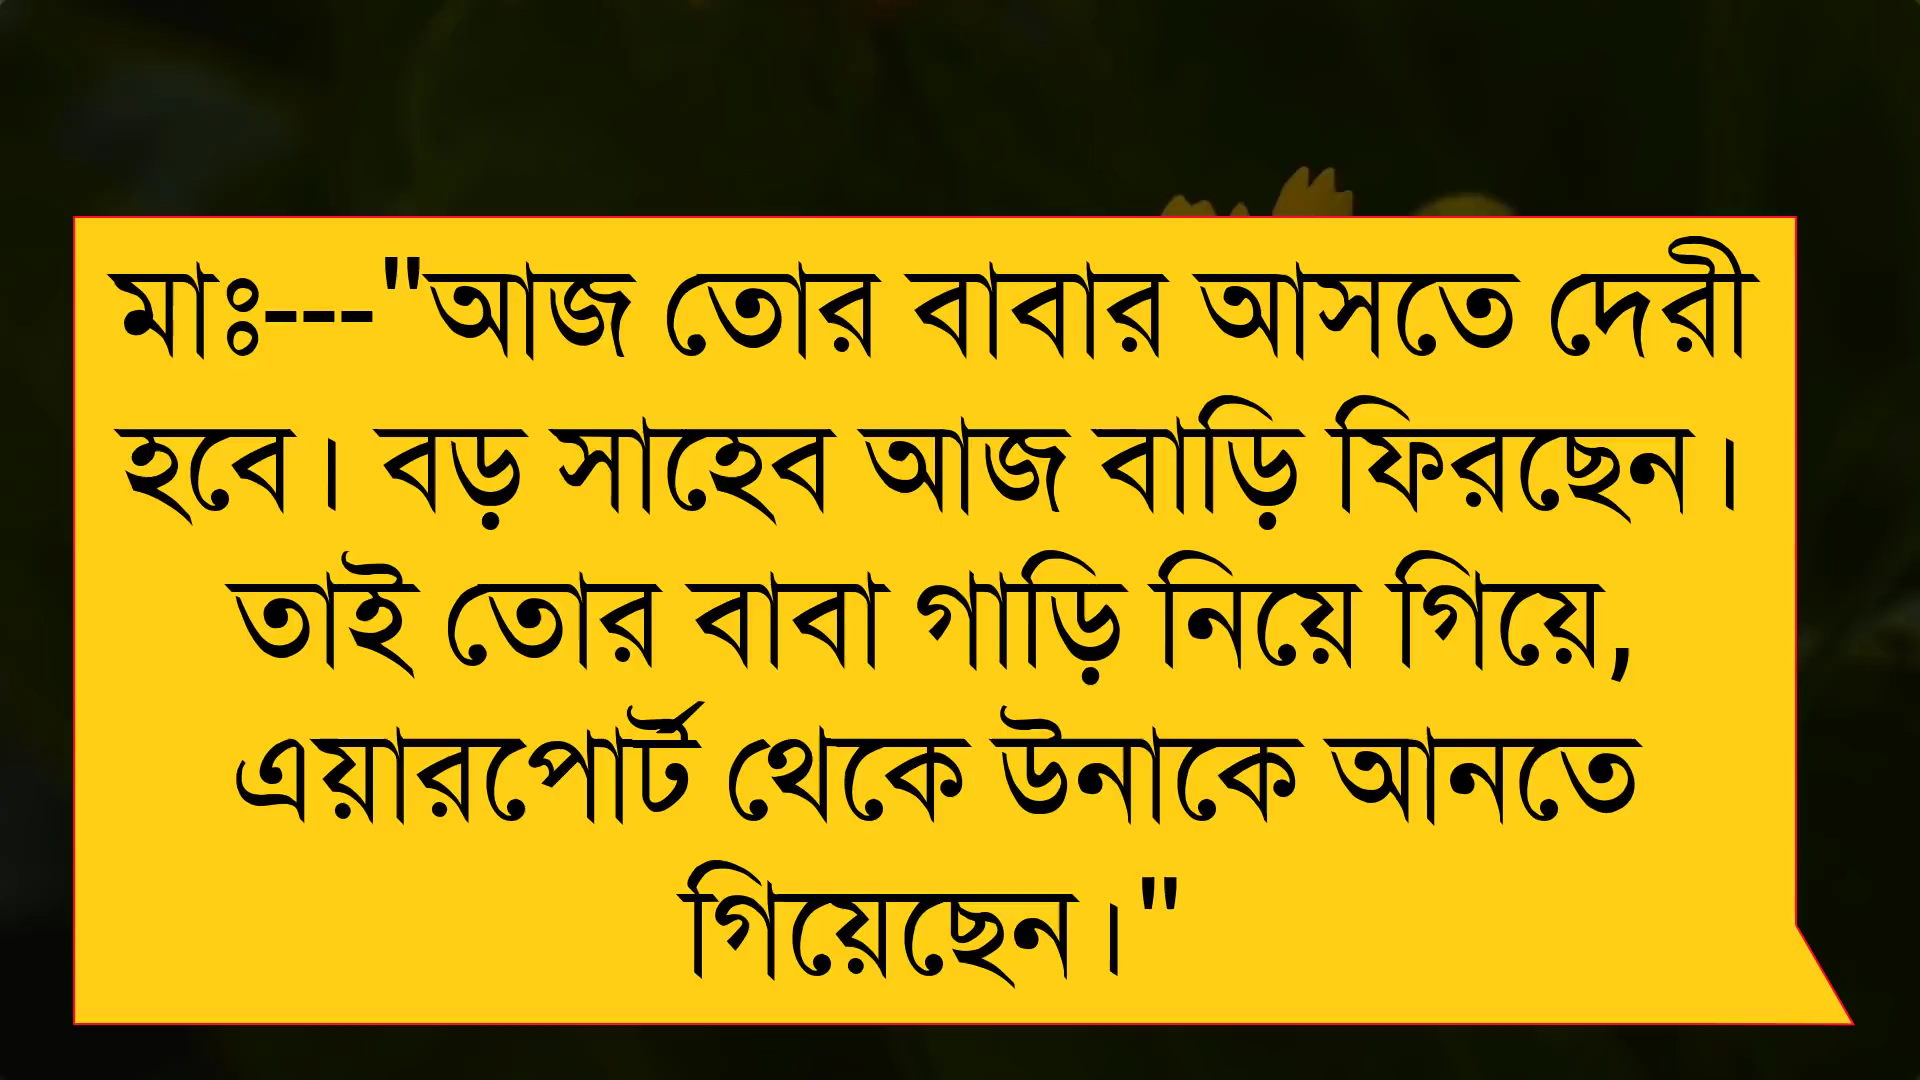 মাঃ---"আজ তোর বাবার আসতে দেরী
হবে। বড় সাহেব আজ বাড়ি ফিরছেন।
তাই তোর বাবা গাড়ি নিয়ে গিয়ে,
এয়ারপোর্ট থেকে উনাকে আনতে
গিয়েছেন।"